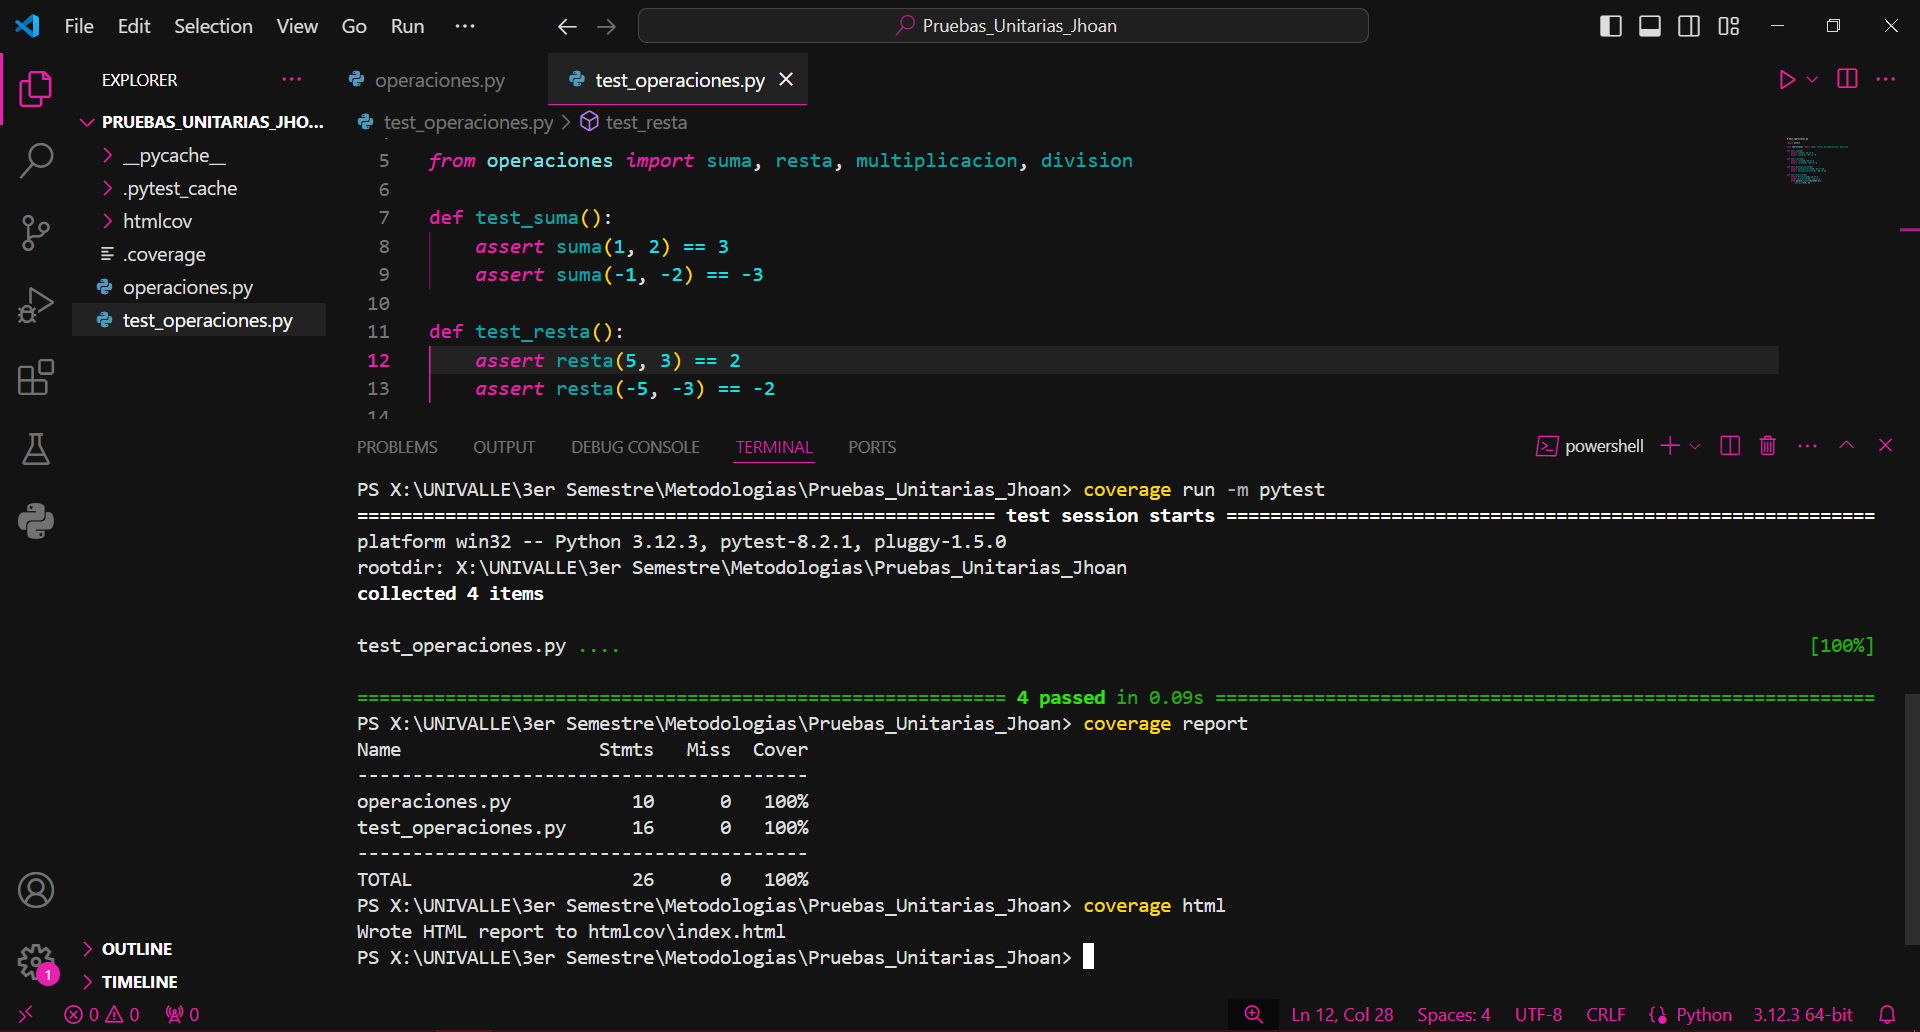 File Edit Selection View Go Run ··· Pruebas_Unitarias_Jhoan
EXPLORER ···
PRUEBAS_UNITARIAS_JHO...
__pycache__
.pytest_cache
htmlcov
.coverage
operaciones.py
test_operaciones.py
operaciones.py test_operaciones.py
test_operaciones.py > test_resta
5 from operaciones import suma, resta, multiplicacion, division
6
7 def test_suma():
8 assert suma(1, 2) == 3
9 assert suma(-1, -2) == -3
10
11 def test_resta():
12 assert resta(5, 3) == 2
13 assert resta(-5, -3) == -2
14
PROBLEMS OUTPUT DEBUG CONSOLE TERMINAL PORTS powershell
PS X:\UNIVALLE\3er Semestre\Metodologias\Pruebas_Unitarias_Jhoan> coverage run -m pytest
========================================================== test session starts ===========================================================
platform win32 -- Python 3.12.3, pytest-8.2.1, pluggy-1.5.0
rootdir: X:\UNIVALLE\3er Semestre\Metodologias\Pruebas_Unitarias_Jhoan
collected 4 items
test_operaciones.py .... [100%]
=========================================================== 4 passed in 0.09s ============================================================
PS X:\UNIVALLE\3er Semestre\Metodologias\Pruebas_Unitarias_Jhoan> coverage report
Name Stmts Miss Cover
-----------------------------------------
operaciones.py 10 0 100%
test_operaciones.py 16 0 100%
-----------------------------------------
TOTAL 26 0 100%
PS X:\UNIVALLE\3er Semestre\Metodologias\Pruebas_Unitarias_Jhoan> coverage html
Wrote HTML report to htmlcov\index.html
PS X:\UNIVALLE\3er Semestre\Metodologias\Pruebas_Unitarias_Jhoan>
OUTLINE
1
TIMELINE
0 0 0 Ln 12, Col 28 Spaces: 4 UTF-8 CRLF Python 3.12.3 64-bit